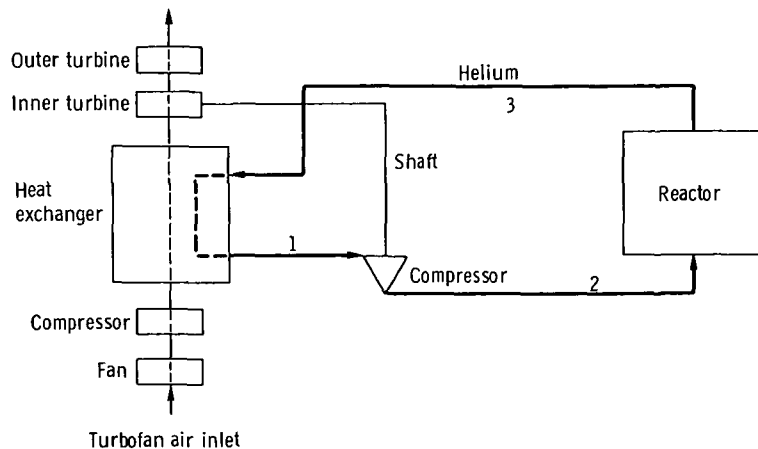 Outer turbine
Helium
Inner turbine
3
Shaft
Reactor
Heat
exchanger
1
Compressor
2
Compressor
Fan
Turbofan air inlet